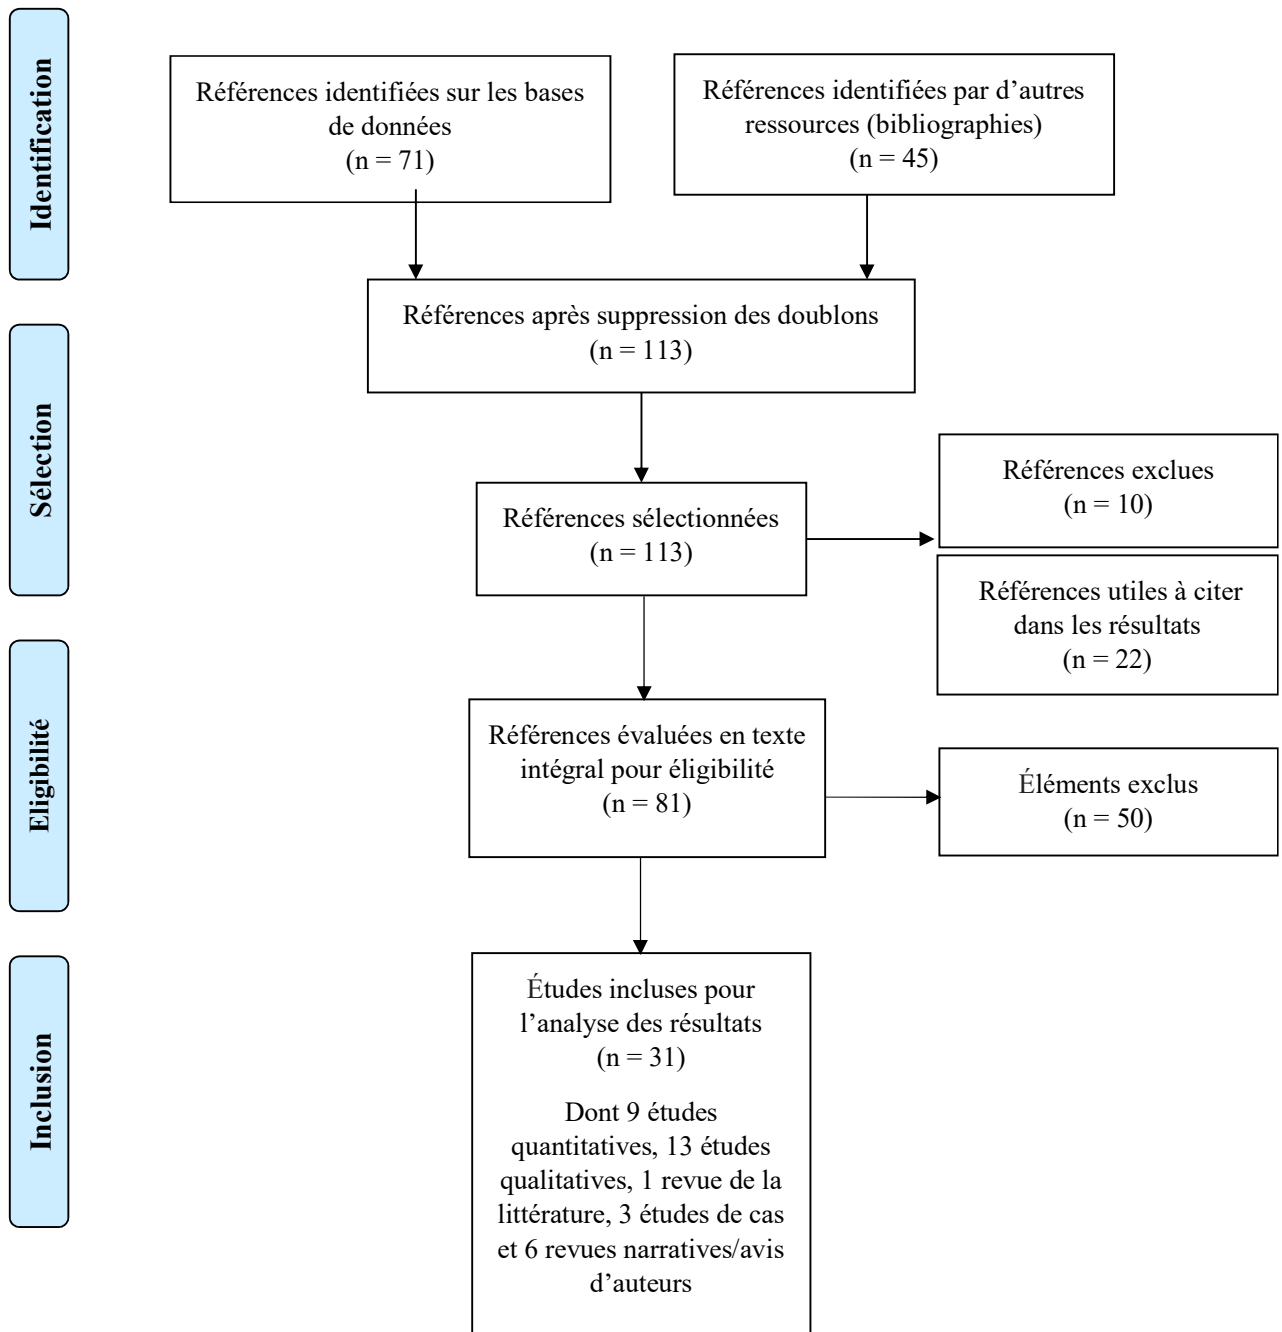 Identification
Références identifiées sur les bases
de données
(n = 71)
Références identifiées par d’autres
ressources (bibliographies)
(n = 45)
Références après suppression des doublons
(n = 113)
Sélection
Références sélectionnées
(n = 113)
Références exclues
(n = 10)
Références utiles à citer
dans les résultats
(n = 22)
Eligibilité
Références évaluées en texte
intégral pour éligibilité
(n = 81)
Éléments exclus
(n = 50)
Inclusion
Études incluses pour
l’analyse des résultats
(n = 31)
Dont 9 études
quantitatives, 13 études
qualitatives, 1 revue de la
littérature, 3 études de cas
et 6 revues narratives/avis
d’auteurs